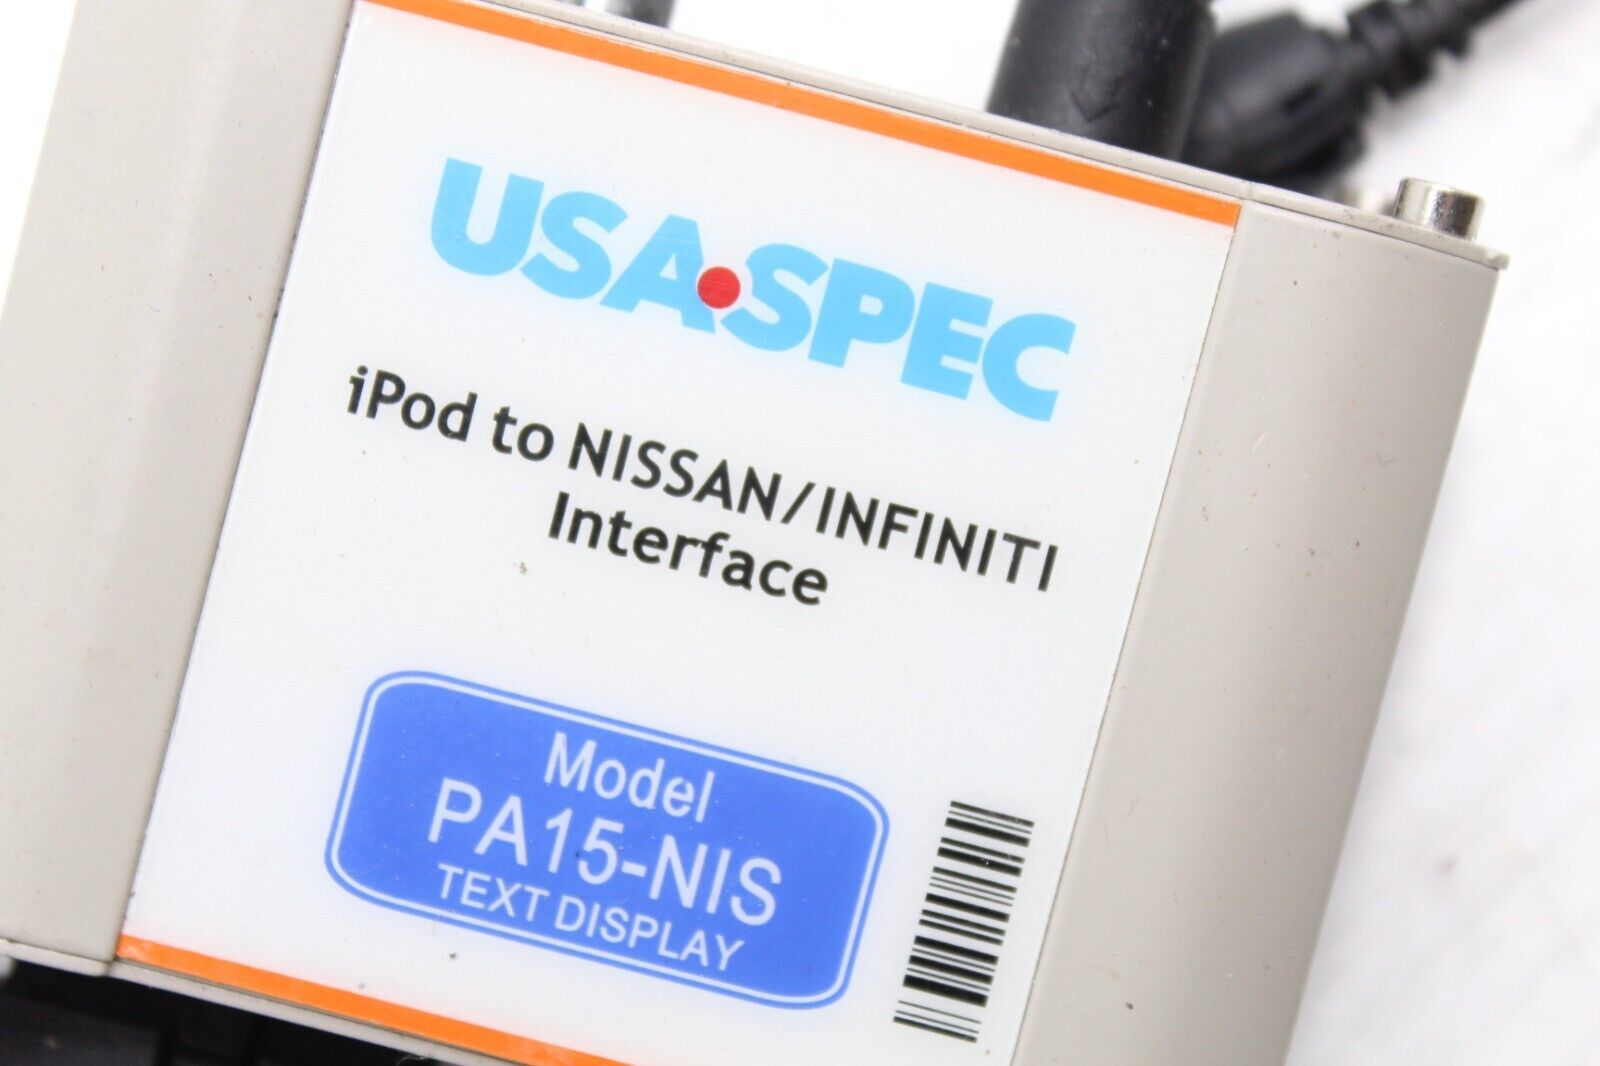 USA•SPEC
iPod to NISSAN/INFINITI
Interface
Model
PA15-NIS
TEXT DISPLAY